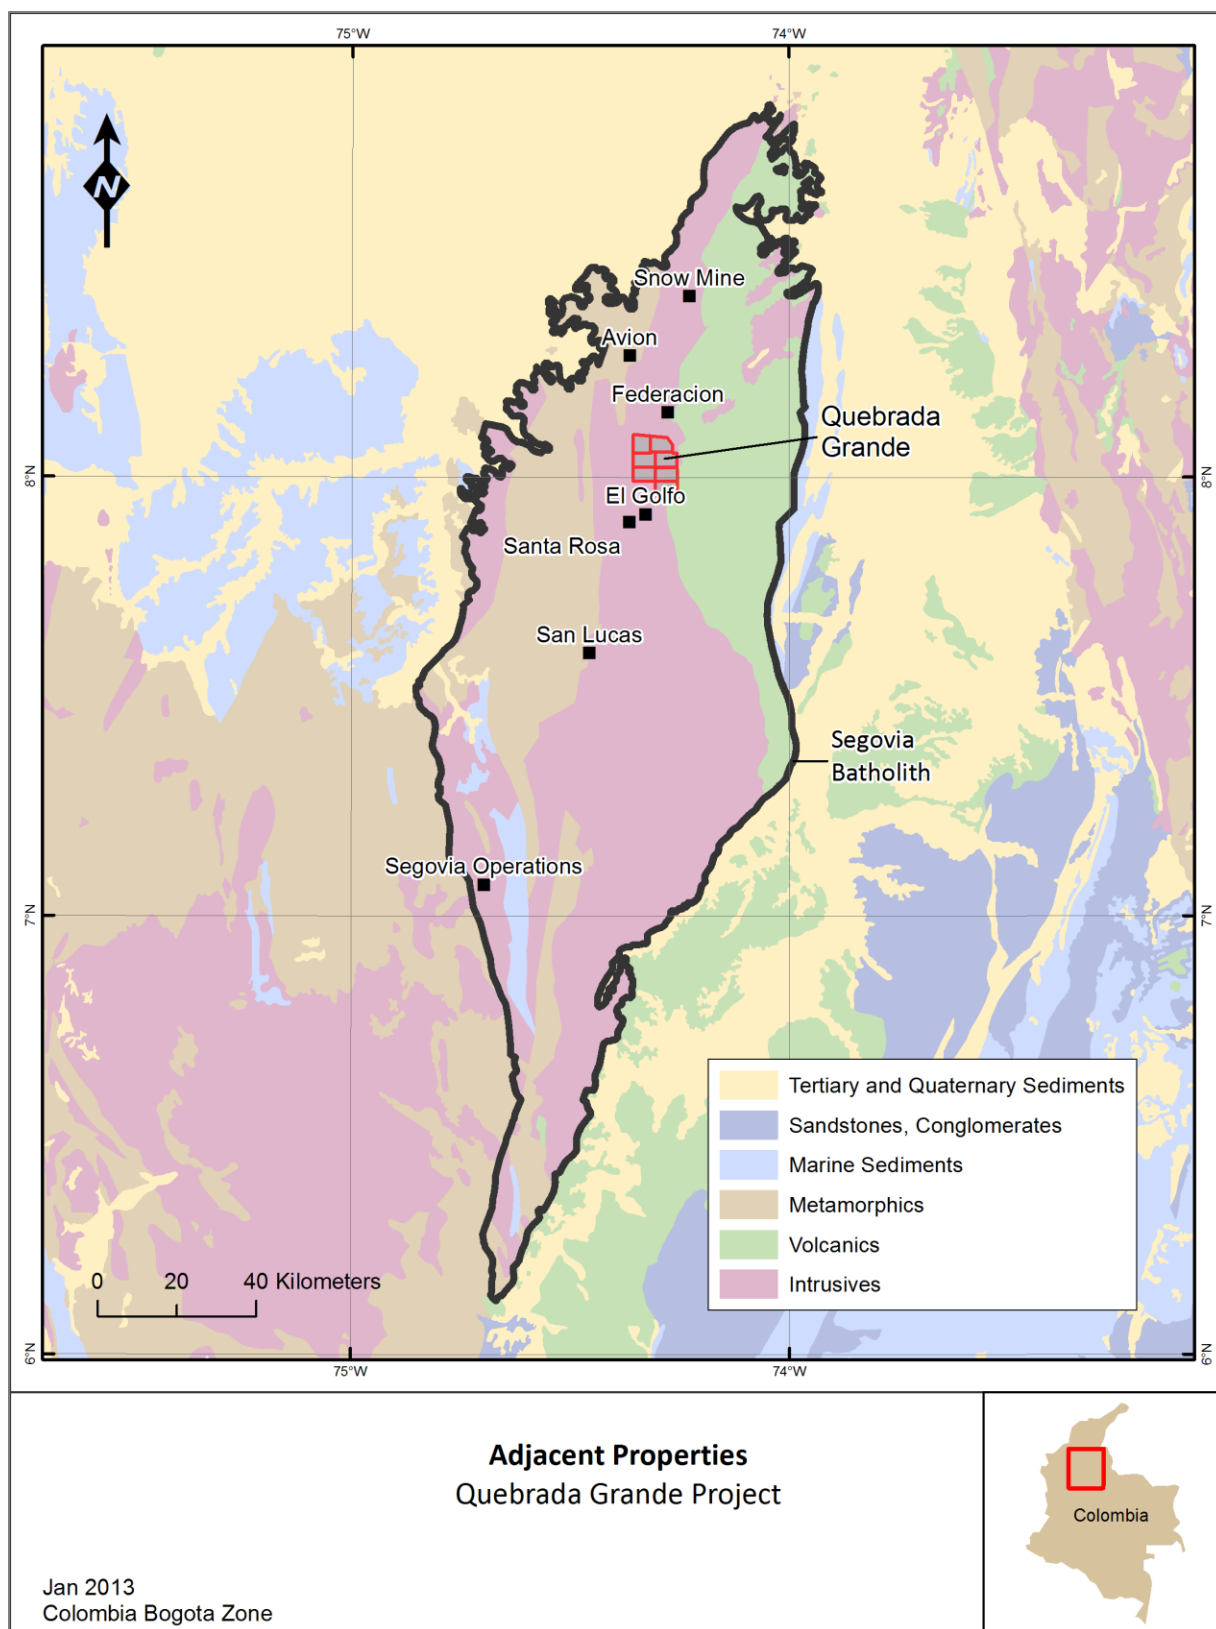 75°W
74°W
N
Snow Mine
Avion
Federacion
Quebrada
Grande
8°N
8°N
El Golfo
Santa Rosa
San Lucas
Segovia
Batholith
Segovia Operations
7°N
7°N
Tertiary and Quaternary Sediments
Sandstones, Conglomerates
Marine Sediments
Metamorphics
Volcanics
Intrusives
0 20 40 Kilometers
6°N
6°N
75°W
74°W
Adjacent Properties
Quebrada Grande Project
Colombia
Jan 2013
Colombia Bogota Zone